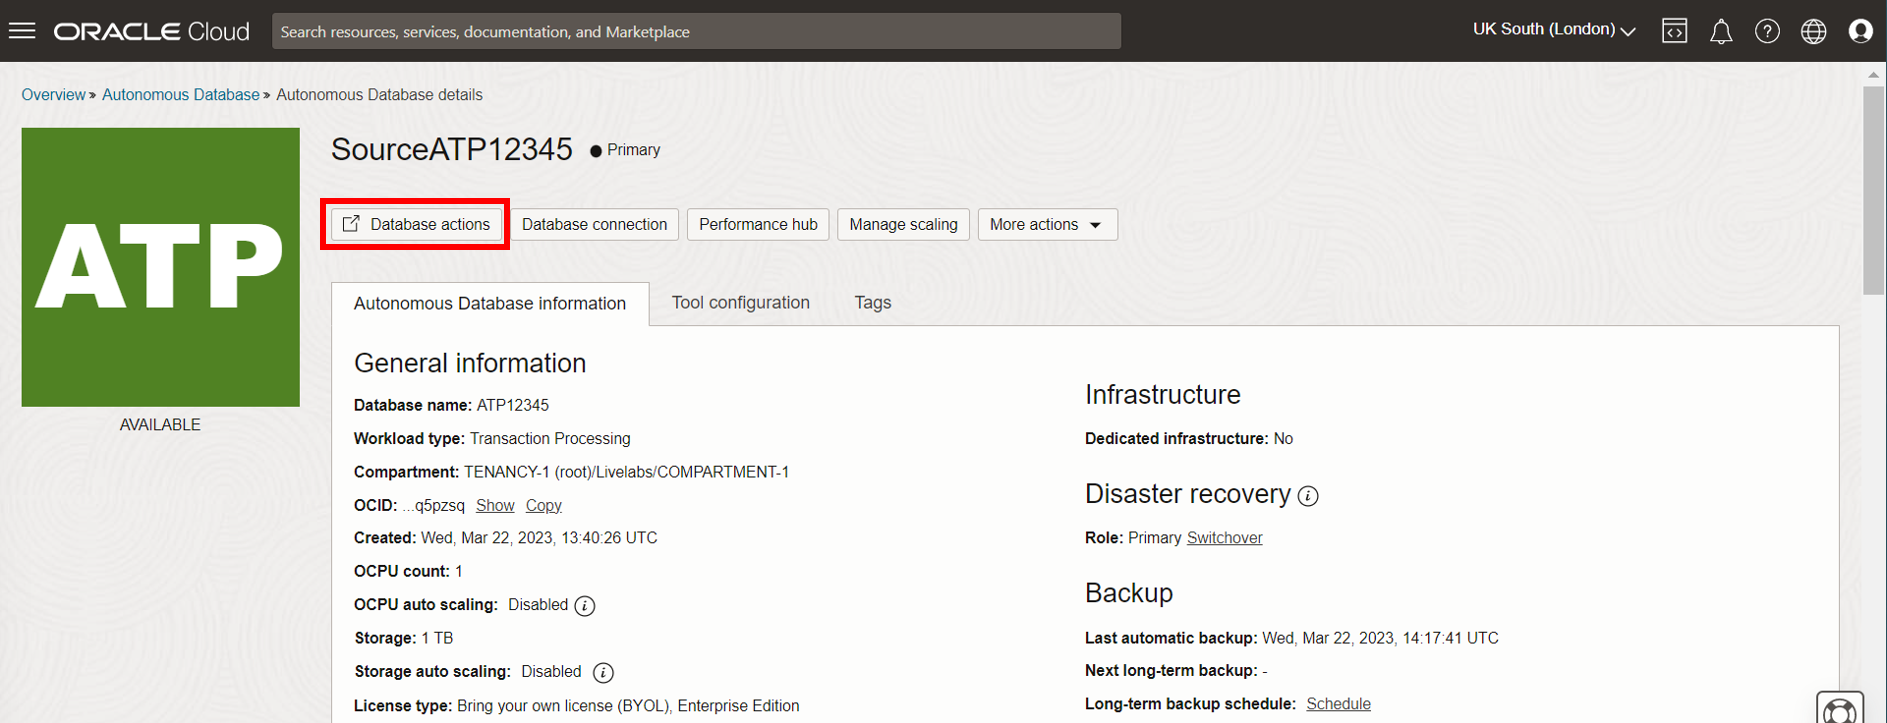 ORACLE Cloud
Search resources, services, documentation, and Marketplace
UK South (London)
Overview » Autonomous Database » Autonomous Database details
ATP
AVAILABLE
SourceATP12345
Primary
Database actions
Database connection
Performance hub
Manage scaling
More actions
Autonomous Database information
Tool configuration
Tags
General information
Database name: ATP12345
Workload type: Transaction Processing
Compartment: TENANCY-1 (root)/Livelabs/COMPARTMENT-1
OCID: ...q5pzsq Show Copy
Created: Wed, Mar 22, 2023, 13:40:26 UTC
OCPU count: 1
OCPU auto scaling: Disabled
Storage: 1 TB
Storage auto scaling: Disabled
License type: Bring your own license (BYOL), Enterprise Edition
Infrastructure
Dedicated infrastructure: No
Disaster recovery
Role: Primary Switchover
Backup
Last automatic backup: Wed, Mar 22, 2023, 14:17:41 UTC
Next long-term backup: -
Long-term backup schedule: Schedule